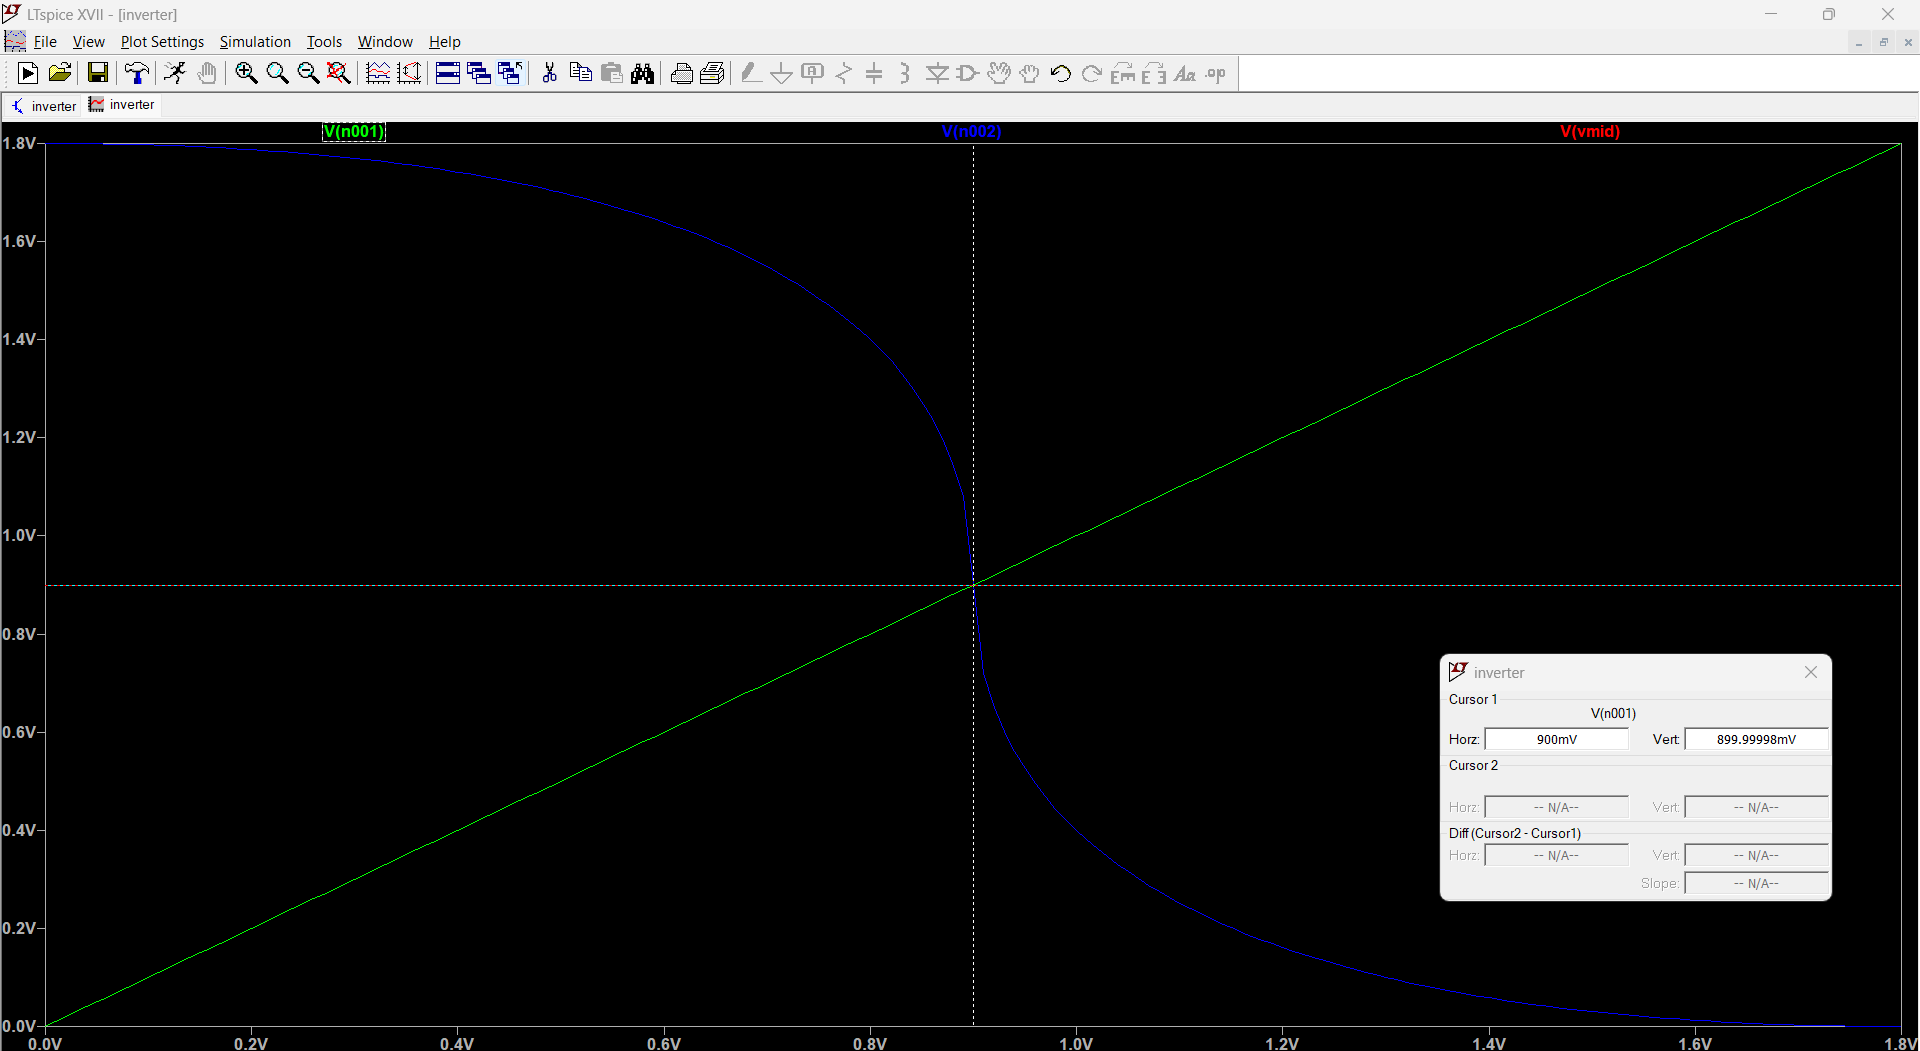 LTspice XVII - [inverter]
File View Plot Settings Simulation Tools Window Help
.op
inverter inverter
V(n001) V(n002) V(vmid)
1.8V
1.6V
1.4V
1.2V
1.0V
0.8V
0.6V
0.4V
0.2V
0.0V
0.0V 0.2V 0.4V 0.6V 0.8V 1.0V 1.2V 1.4V 1.6V 1.8V
inverter
Cursor 1
V(n001)
Horz: 900mV Vert: 899.99998mV
Cursor 2
Horz: -- N/A-- Vert: -- N/A--
Diff (Cursor2 - Cursor1)
Horz: -- N/A-- Vert: -- N/A--
Slope: -- N/A--